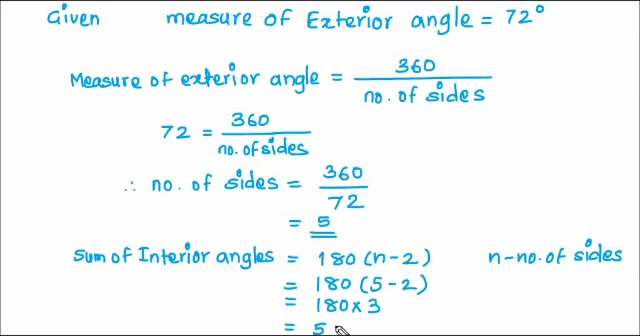 Given measure of Exterior angle = 72°
Measure of exterior angle = 360 / no. of sides
72 = 360 / no. of sides
∴ no. of sides = 360 / 72
= 5
Sum of Interior angles = 180 (n-2) n-no. of sides
= 180 (5-2)
= 180 x 3
= 5